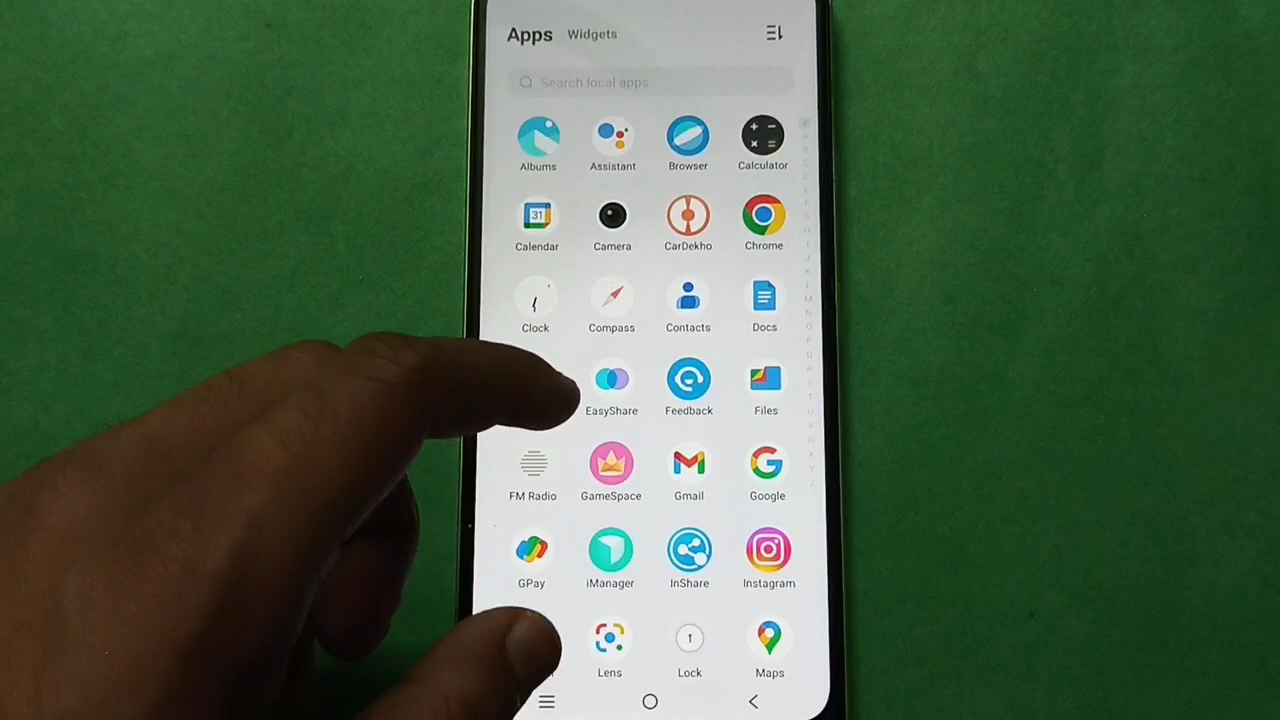 Apps Widgets
Search local apps
Albums Assistant Browser Calculator
31
Calendar Camera CarDekho Chrome
Clock Compass Contacts Docs
EasyShare Feedback Files
FM Radio GameSpace Gmail Google
GPay iManager InShare Instagram
Lens Lock Maps